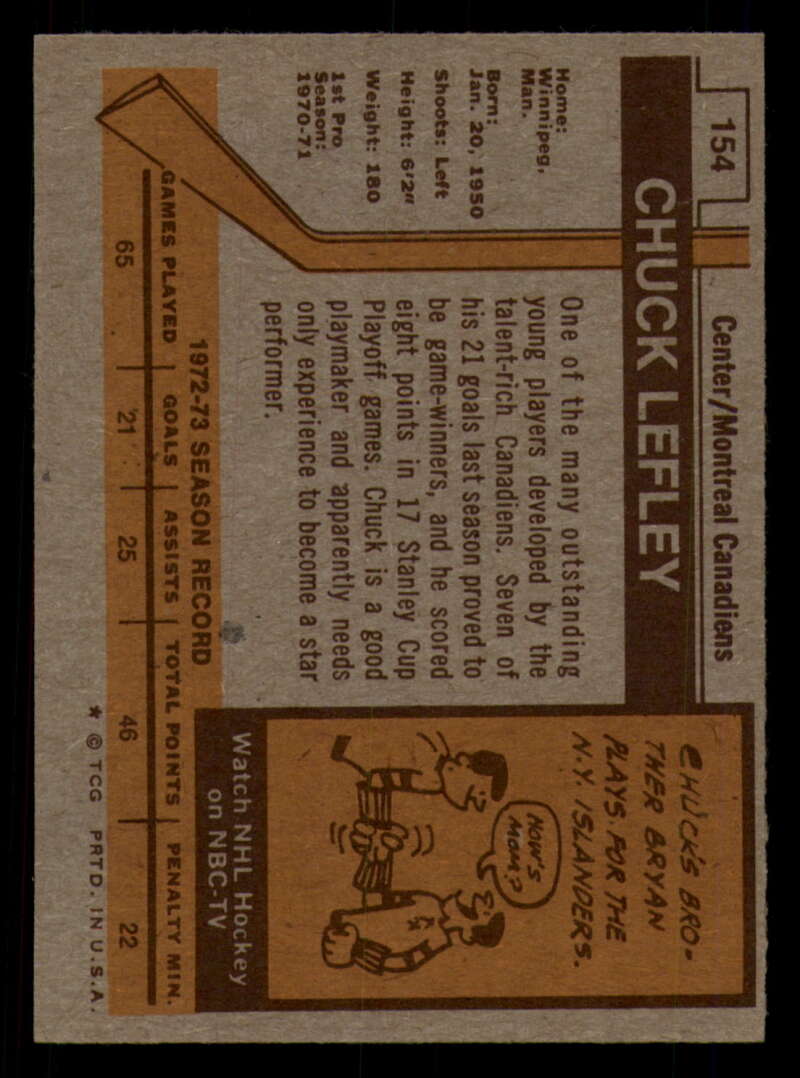 154
Center/Montreal Canadiens
CHUCK LEFLEY
Home:
Winnipeg,
Man.
Born:
Jan. 20, 1950
Shoots: Left
Height: 6'2"
Weight: 180
1st Pro
Season:
1970-71
One of the many outstanding
young players developed by the
talent-rich Canadiens. Seven of
his 21 goals last season proved to
be game-winners, and he scored
eight points in 17 Stanley Cup
Playoff games. Chuck is a good
playmaker and apparently needs
only experience to become a star
performer.
CHUCK'S BRO-
THER BRYAN
PLAYS FOR THE
N.Y. ISLANDERS.
HOW'S
MOM?
Watch NHL Hockey
on NBC-TV
1972-73 SEASON RECORD
GAMES PLAYED | GOALS | ASSISTS | TOTAL POINTS | PENALTY MIN.
65 21 25 46 22
* © TCG PRTD. IN U.S.A.